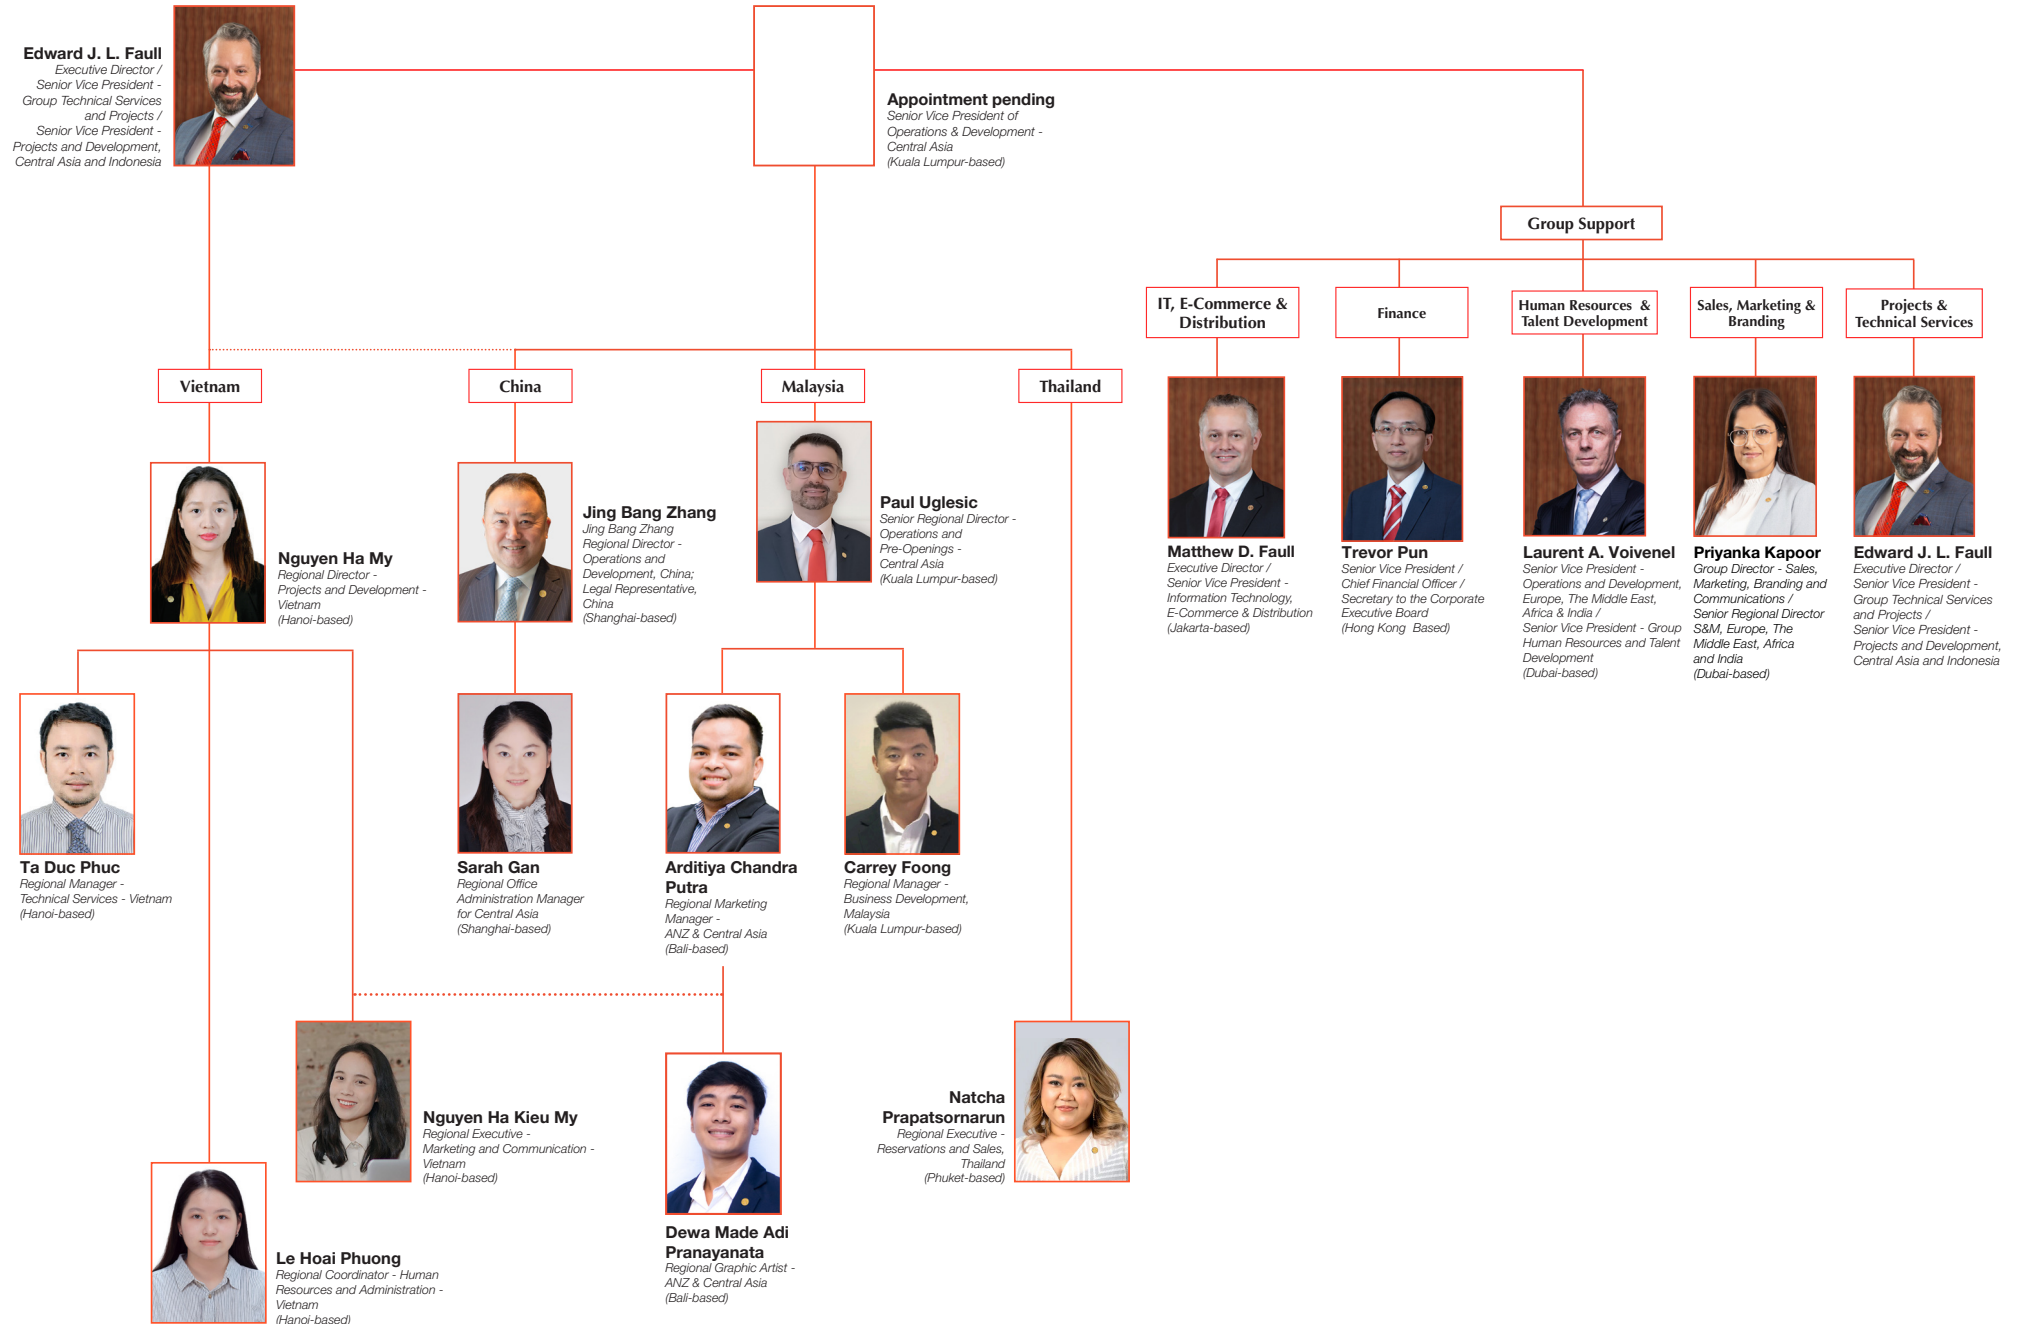 Edward J. L. Faull
Executive Director /
Senior Vice President -
Group Technical Services
and Projects /
Senior Vice President -
Projects and Development,
Central Asia and Indonesia
Appointment pending
Senior Vice President of
Operations & Development -
Central Asia
(Kuala Lumpur-based)
Group Support
IT, E-Commerce &
Distribution
Finance
Human Resources &
Talent Development
Sales, Marketing &
Branding
Projects &
Technical Services
Vietnam
China
Malaysia
Thailand
Nguyen Ha My
Regional Director -
Projects and Development -
Vietnam
(Hanoi-based)
Jing Bang Zhang
Jing Bang Zhang
Regional Director -
Operations and
Development, China;
Legal Representative,
China
(Shanghai-based)
Paul Uglesic
Senior Regional Director -
Operations and
Pre-Openings -
Central Asia
(Kuala Lumpur-based)
Matthew D. Faull
Executive Director /
Senior Vice President -
Information Technology,
E-Commerce & Distribution
(Jakarta-based)
Trevor Pun
Senior Vice President /
Chief Financial Officer /
Secretary to the Corporate
Executive Board
(Hong Kong Based)
Laurent A. Voivenel
Senior Vice President -
Operations and Development,
Europe, The Middle East,
Africa & India /
Senior Vice President - Group
Human Resources and Talent
Development
(Dubai-based)
Priyanka Kapoor
Group Director - Sales,
Marketing, Branding and
Communications /
Senior Regional Director
S&M, Europe, The
Middle East, Africa
and India
(Dubai-based)
Edward J. L. Faull
Executive Director /
Senior Vice President -
Group Technical Services
and Projects /
Senior Vice President -
Projects and Development,
Central Asia and Indonesia
Ta Duc Phuc
Regional Manager -
Technical Services - Vietnam
(Hanoi-based)
Sarah Gan
Regional Office
Administration Manager
for Central Asia
(Shanghai-based)
Arditiya Chandra
Putra
Regional Marketing
Manager -
ANZ & Central Asia
(Bali-based)
Carrey Foong
Regional Manager -
Business Development,
Malaysia
(Kuala Lumpur-based)
Nguyen Ha Kieu My
Regional Executive -
Marketing and Communication -
Vietnam
(Hanoi-based)
Natcha
Prapatsornarun
Regional Executive -
Reservations and Sales,
Thailand
(Phuket-based)
Le Hoai Phuong
Regional Coordinator - Human
Resources and Administration -
Vietnam
(Hanoi-based)
Dewa Made Adi
Pranayanata
Regional Graphic Artist -
ANZ & Central Asia
(Bali-based)